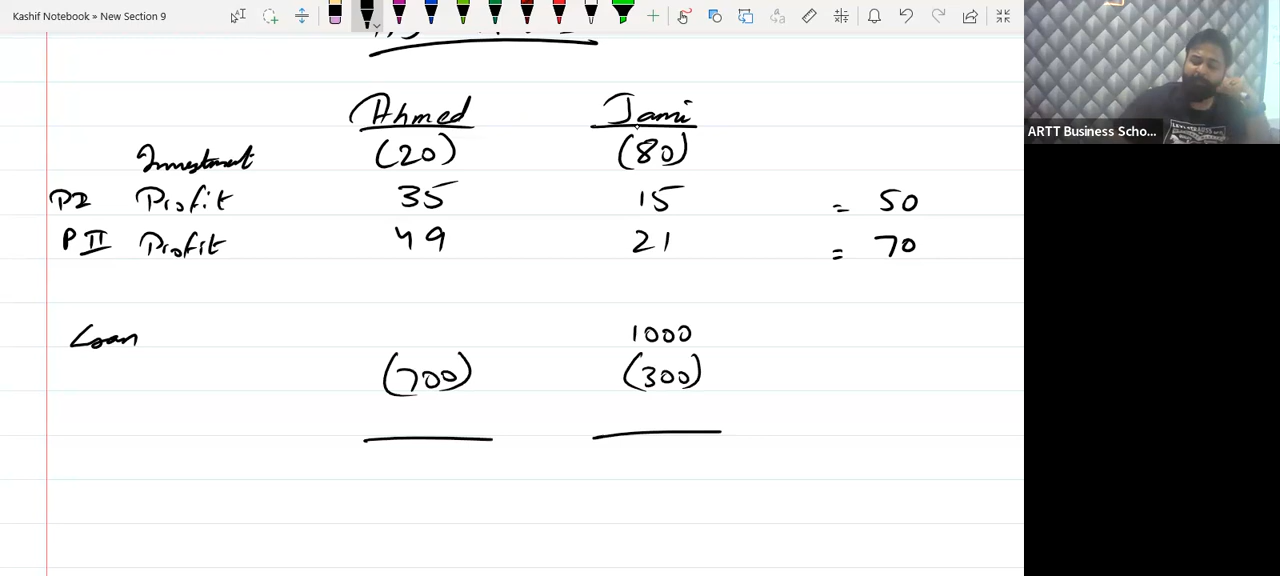 Kashif Notebook » New Section 9
Ahmed Jami
Investment (20) (80)
PI Profit 35 15 = 50
PII Profit 49 21 = 70
Loan 1000
(700) (300)
ARTT Business Scho...